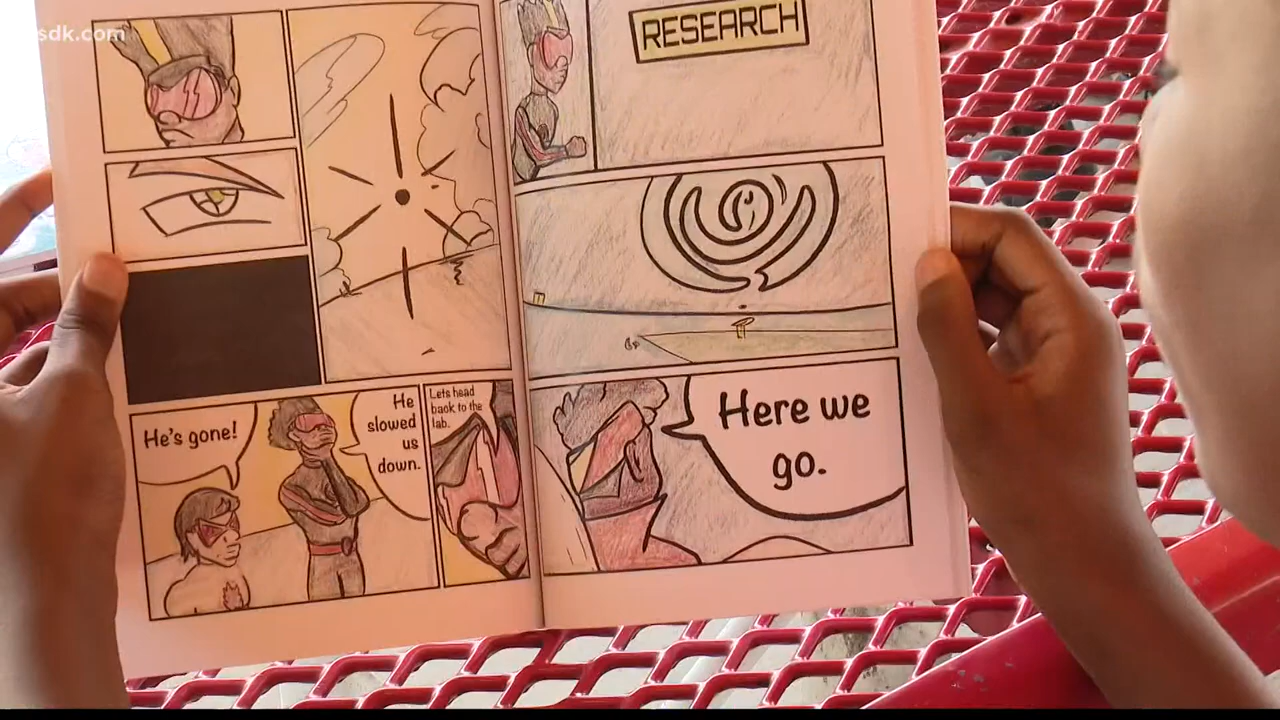 sdk.com
He's gone!
He
slowed
us
down.
Lets head
back to the
lab.
RESEARCH
Here we
go.